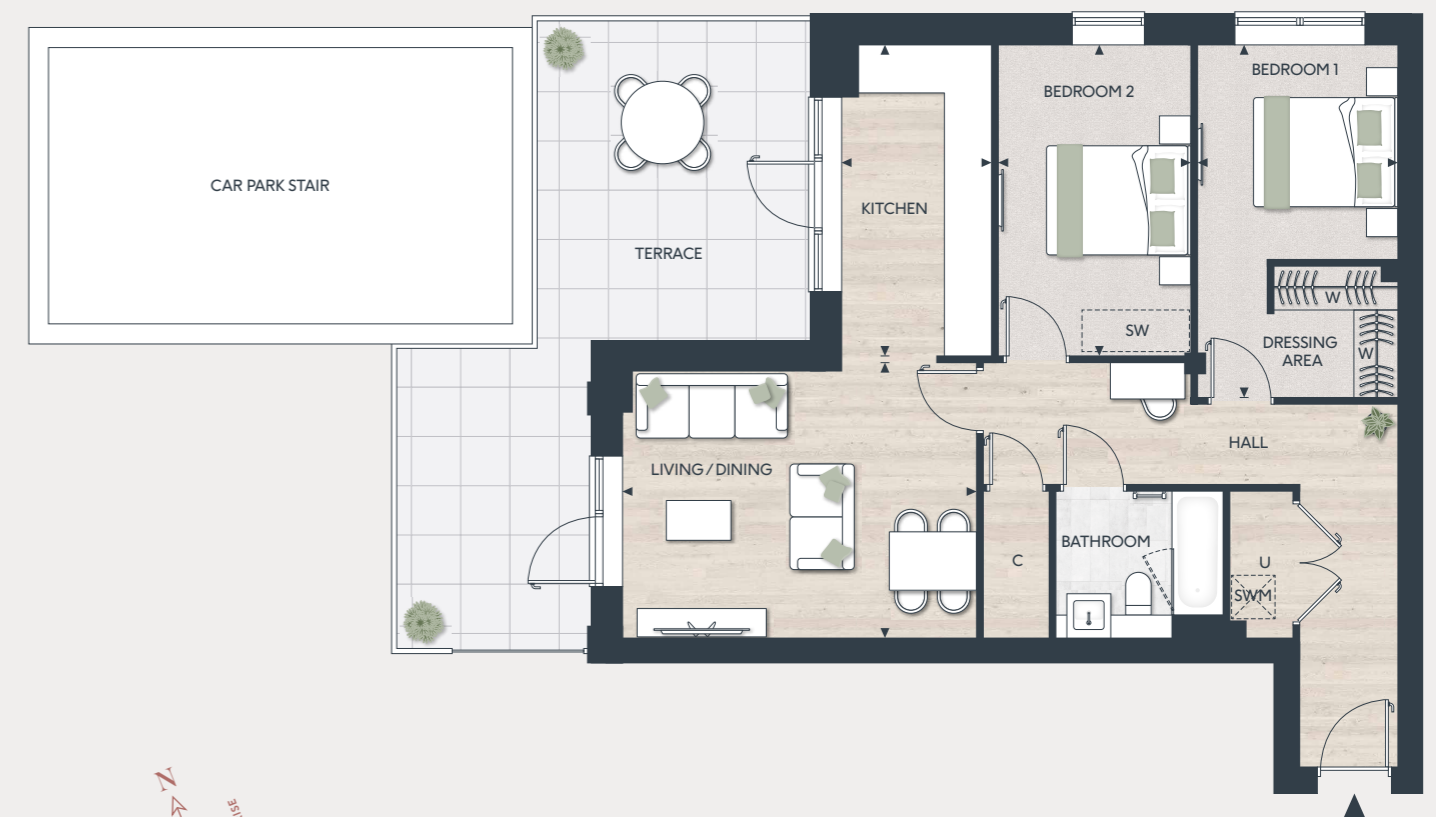 BEDROOM 1
BEDROOM 2
CAR PARK STAIR
KITCHEN
TERRACE
W
SW
DRESSING
AREA
W
HALL
LIVING / DINING
BATHROOM
C
U
SWM
N